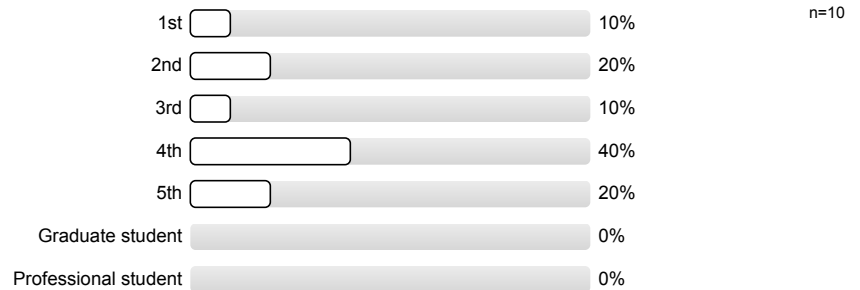 1st 10% n=10
2nd 20%
3rd 10%
4th 40%
5th 20%
Graduate student 0%
Professional student 0%